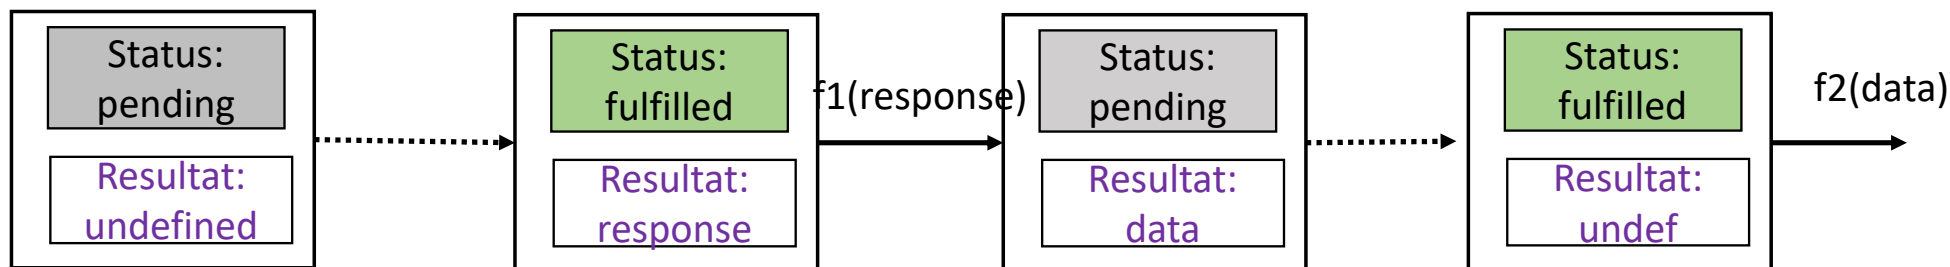 Status:
pending
Resultat:
undefined
Status:
fulfilled
Resultat:
response
f1(response)
Status:
pending
Resultat:
data
Status:
fulfilled
Resultat:
undef
f2(data)